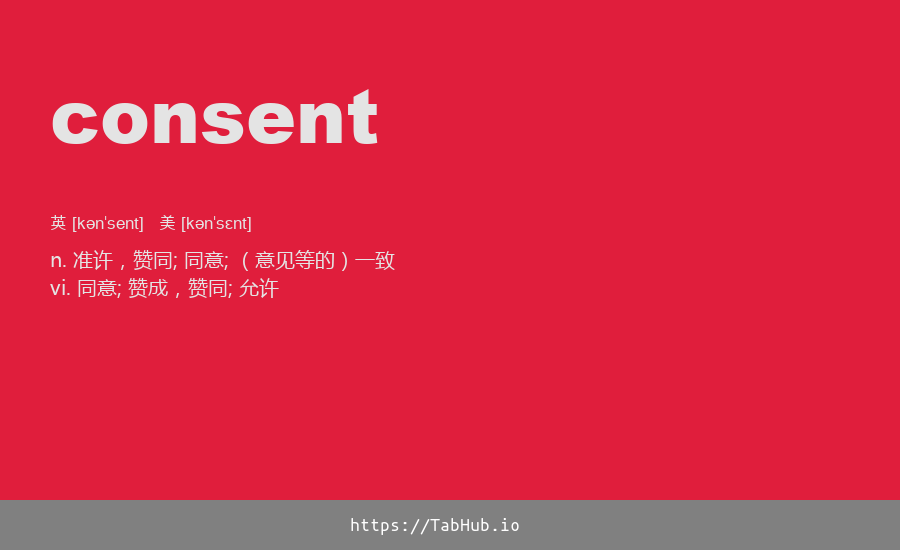 consent
英 [kən'sent] 美 [kən'sɛnt]
n. 准许，赞同; 同意; （意见等的）一致
vi. 同意; 赞成，赞同; 允许
https://TabHub.io